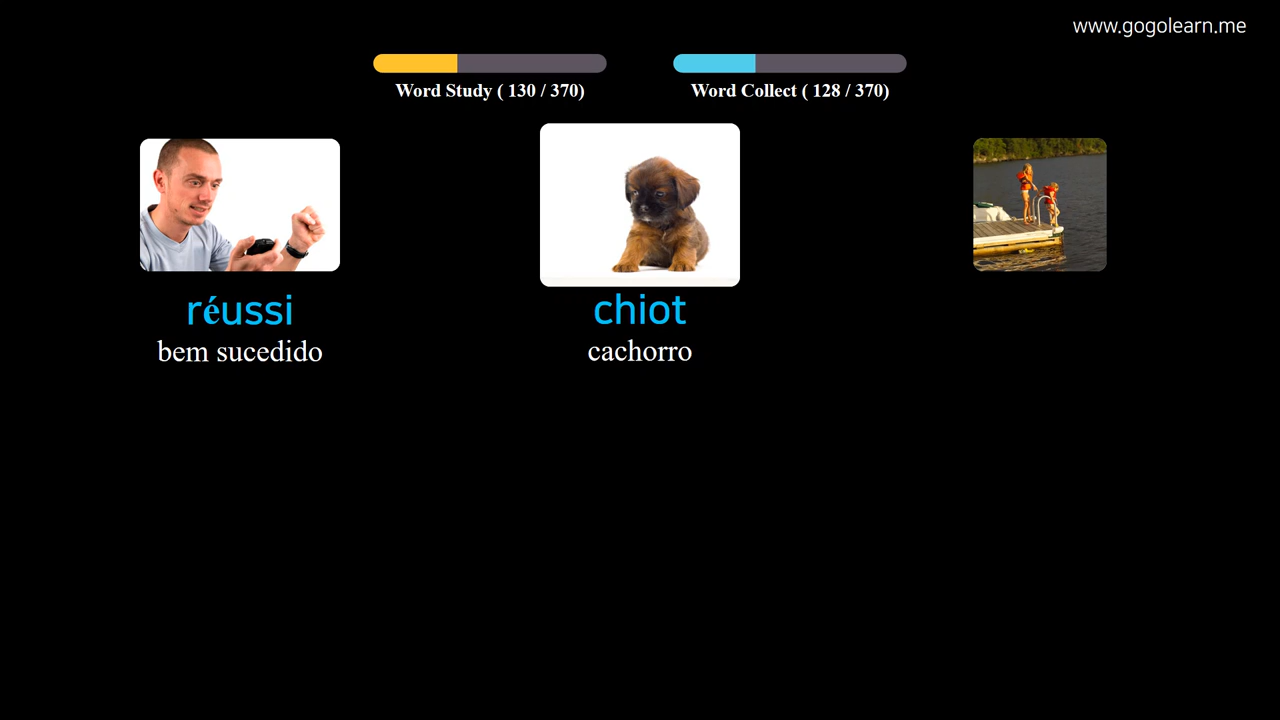 www.gogolearn.me
Word Study ( 130 / 370)
Word Collect ( 128 / 370)
réussi
bem sucedido
chiot
cachorro